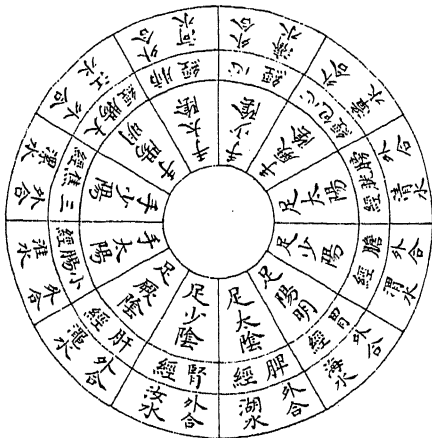 手少陰
心經
外合濟水
手厥陰
心包經
外合漳水
足太陽
膀胱經
外合清水
足少陽
膽經
外合渭水
足陽明
胃經
外合海水
足太陰
脾經
外合湖水
足少陰
腎經
外合汝水
足厥陰
肝經
外合澠水
手太陽
小腸經
外合淮水
手少陽
三焦經
外合漯水
手陽明
大腸經
外合江水
手太陰
肺經
外合河水